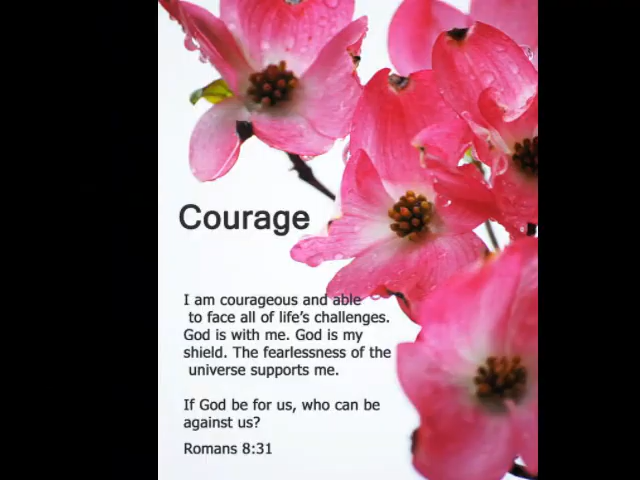 Courage
I am courageous and able
to face all of life's challenges.
God is with me. God is my
shield. The fearlessness of the
universe supports me.
If God be for us, who can be
against us?
Romans 8:31